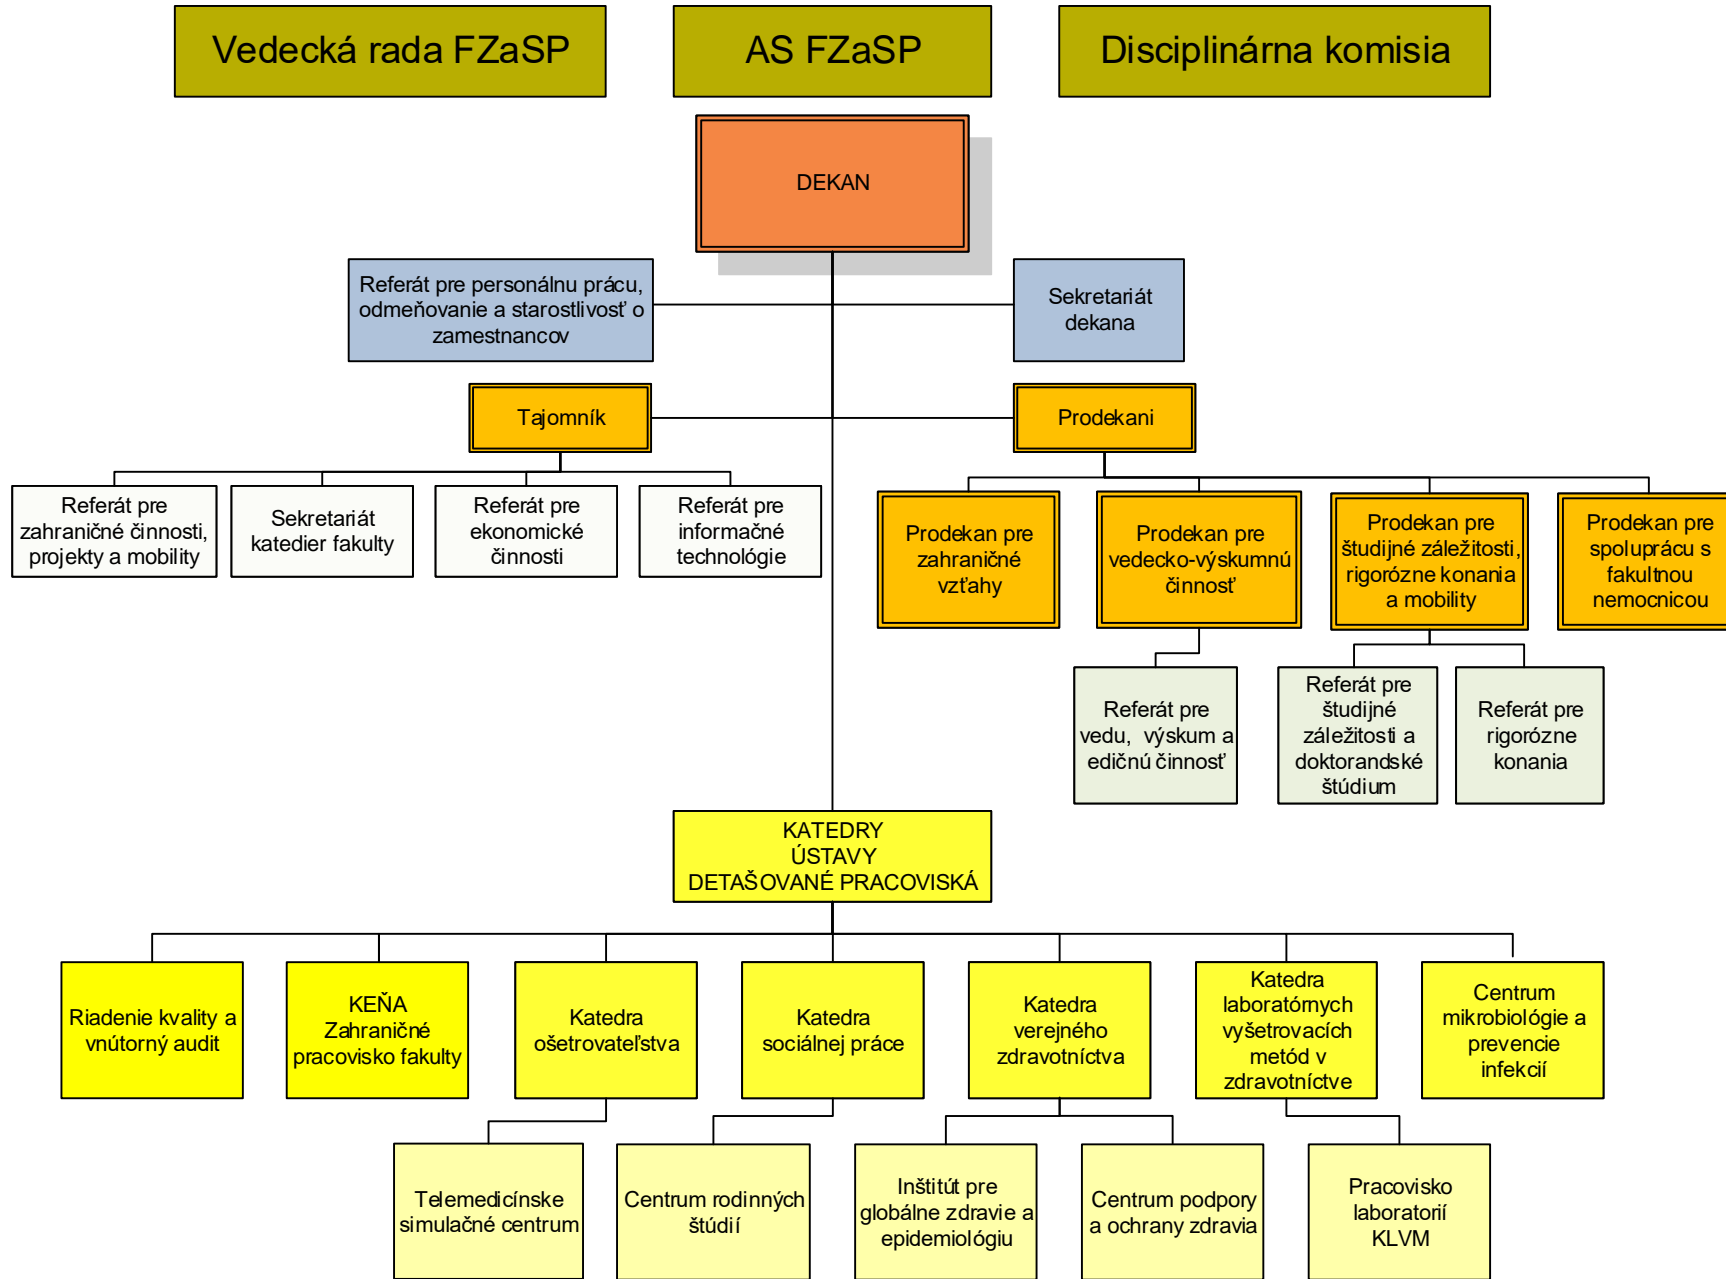 Vedecká rada FZaSP
AS FZaSP
Disciplinárna komisia
DEKAN
Referát pre personálnu prácu,
odmeňovanie a starostlivosť o
zamestnancov
Sekretariát
dekana
Tajomník
Prodekani
Referát pre
zahraničné činnosti,
projekty a mobility
Sekretariát
katedier fakulty
Referát pre
ekonomické
činnosti
Referát pre
informačné
technológie
Prodekan pre
zahraničné
vzťahy
Prodekan pre
vedecko-výskumnú
činnosť
Prodekan pre
študijné záležitosti,
rigorózne konania
a mobility
Prodekan pre
spoluprácu s
fakultnou
nemocnicou
Referát pre
vedu, výskum a
edičnú činnosť
Referát pre
študijné
záležitosti a
doktorandské
štúdium
Referát pre
rigorózne
konania
KATEDRY
ÚSTAVY
DETAŠOVANÉ PRACOVISKÁ
Riadenie kvality a
vnútorný audit
KEŇA
Zahraničné
pracovisko fakulty
Katedra
ošetrovateľstva
Katedra
sociálnej práce
Katedra
verejného
zdravotníctva
Katedra
laboratórnych
vyšetrovacích
metód v
zdravotníctve
Centrum
mikrobiológie a
prevencie
infekcií
Telemedicínske
simulačné centrum
Centrum rodinných
štúdií
Inštitút pre
globálne zdravie a
epidemiológiu
Centrum podpory
a ochrany zdravia
Pracovisko
laboratorií
KLVM